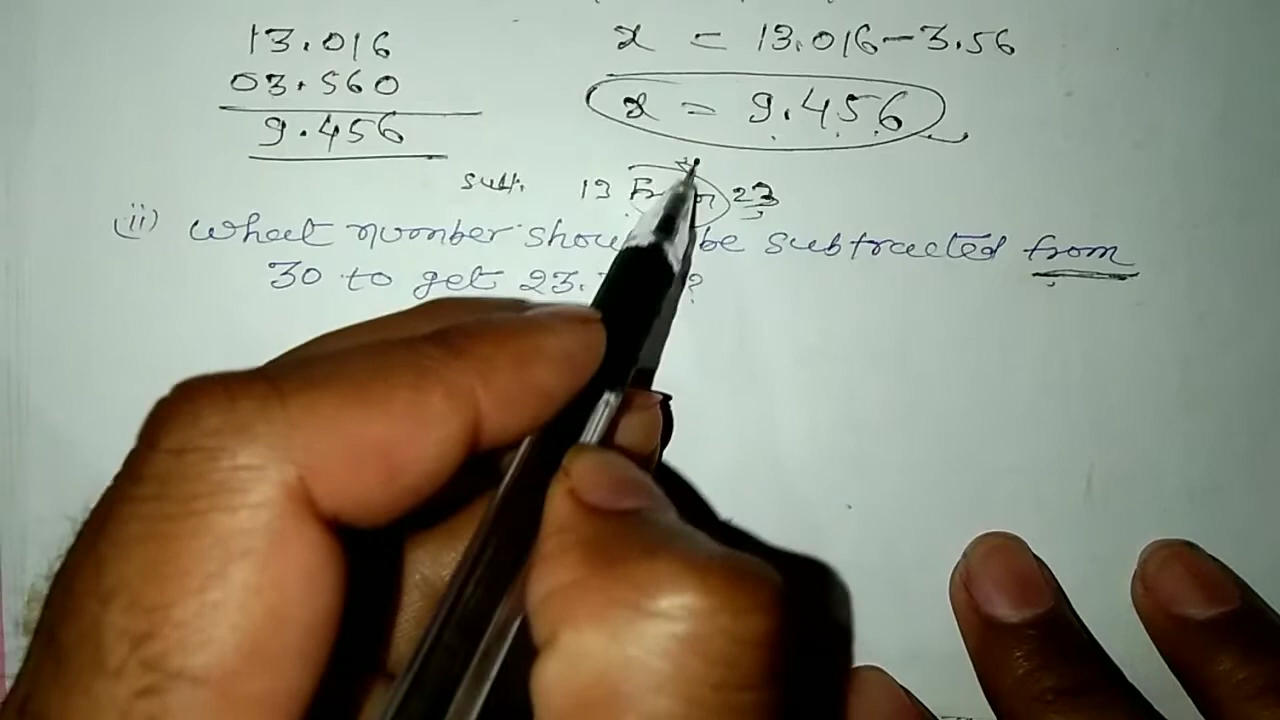 13.016
03.560
9.456
x = 13.016-3.56
x = 9.456
Sub. 13 23
(ii) What number be subtracted from
30 to get 23. ?